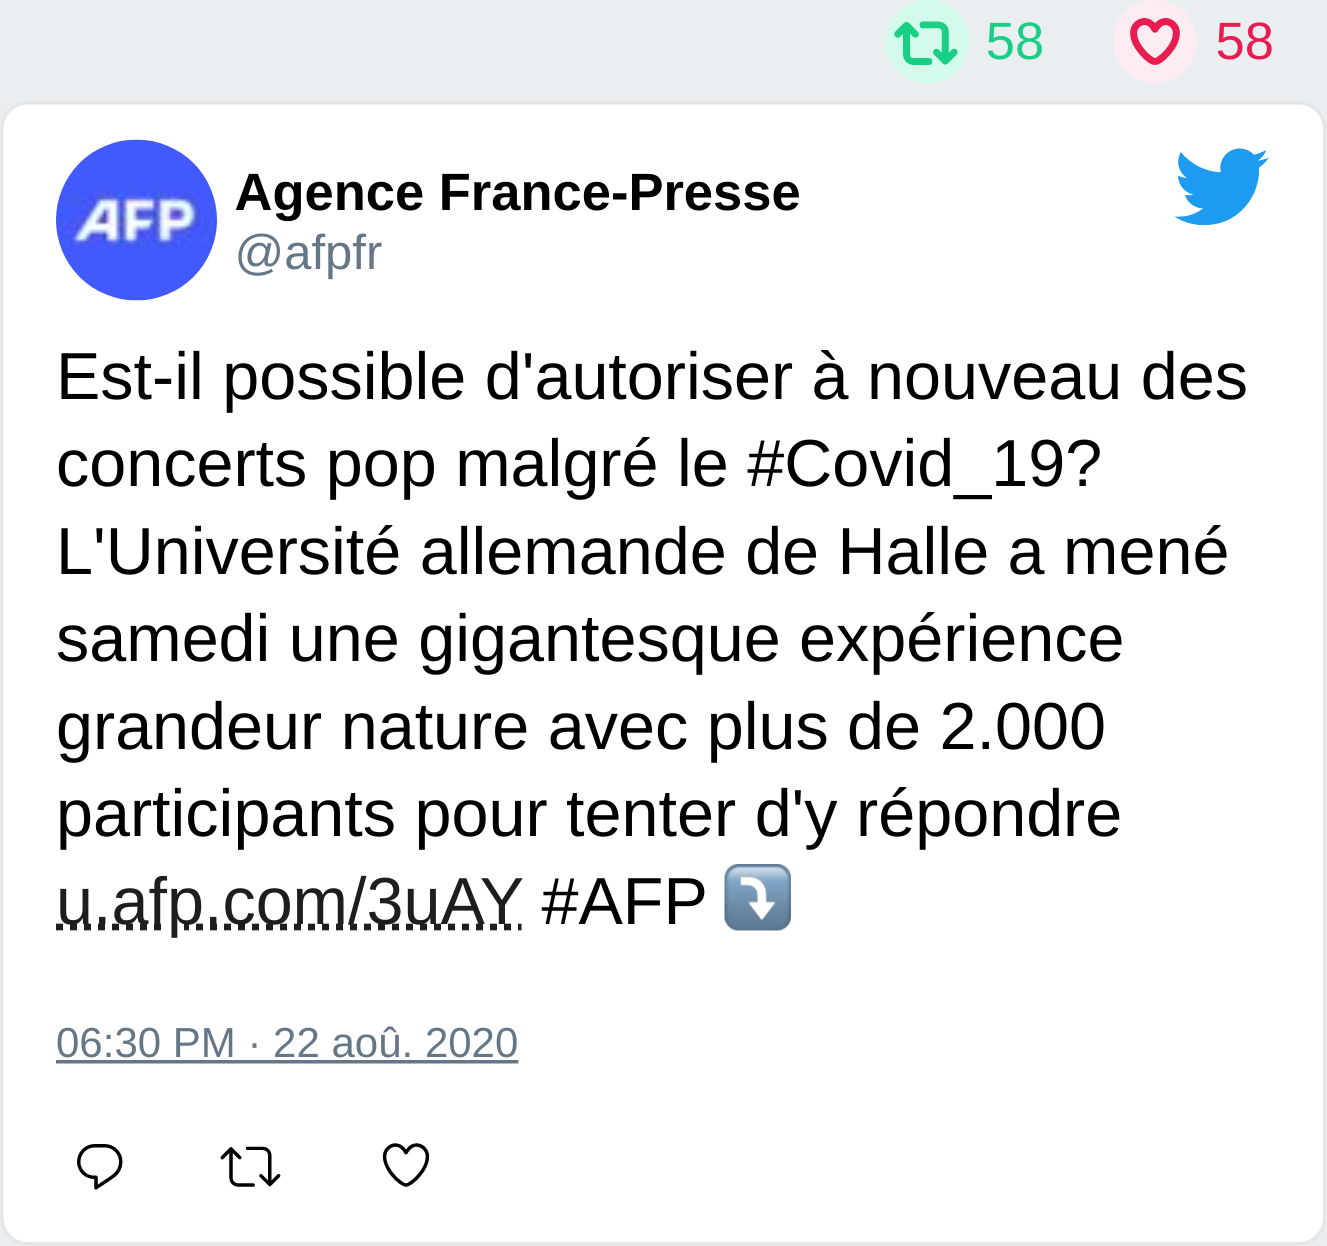 58 58
AFP
Agence France-Presse
@afpfr
Est-il possible d'autoriser à nouveau des
concerts pop malgré le #Covid_19?
L'Université allemande de Halle a mené
samedi une gigantesque expérience
grandeur nature avec plus de 2.000
participants pour tenter d'y répondre
u.afp.com/3uAY #AFP ⤵️
06:30 PM · 22 aoû. 2020